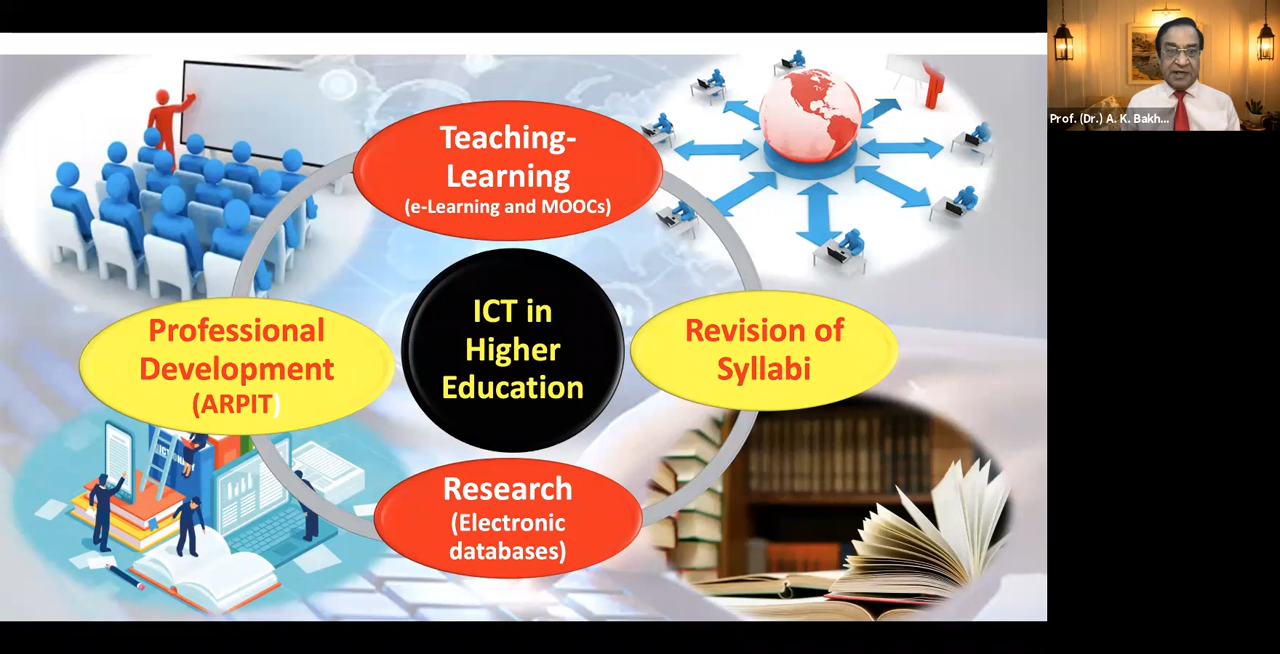 Teaching-
Learning
(e-Learning and MOOCs)
ICT in
Higher
Education
Professional
Development
(ARPIT)
Revision of
Syllabi
Research
(Electronic
databases)
Prof. (Dr.) A. K. Bakh...